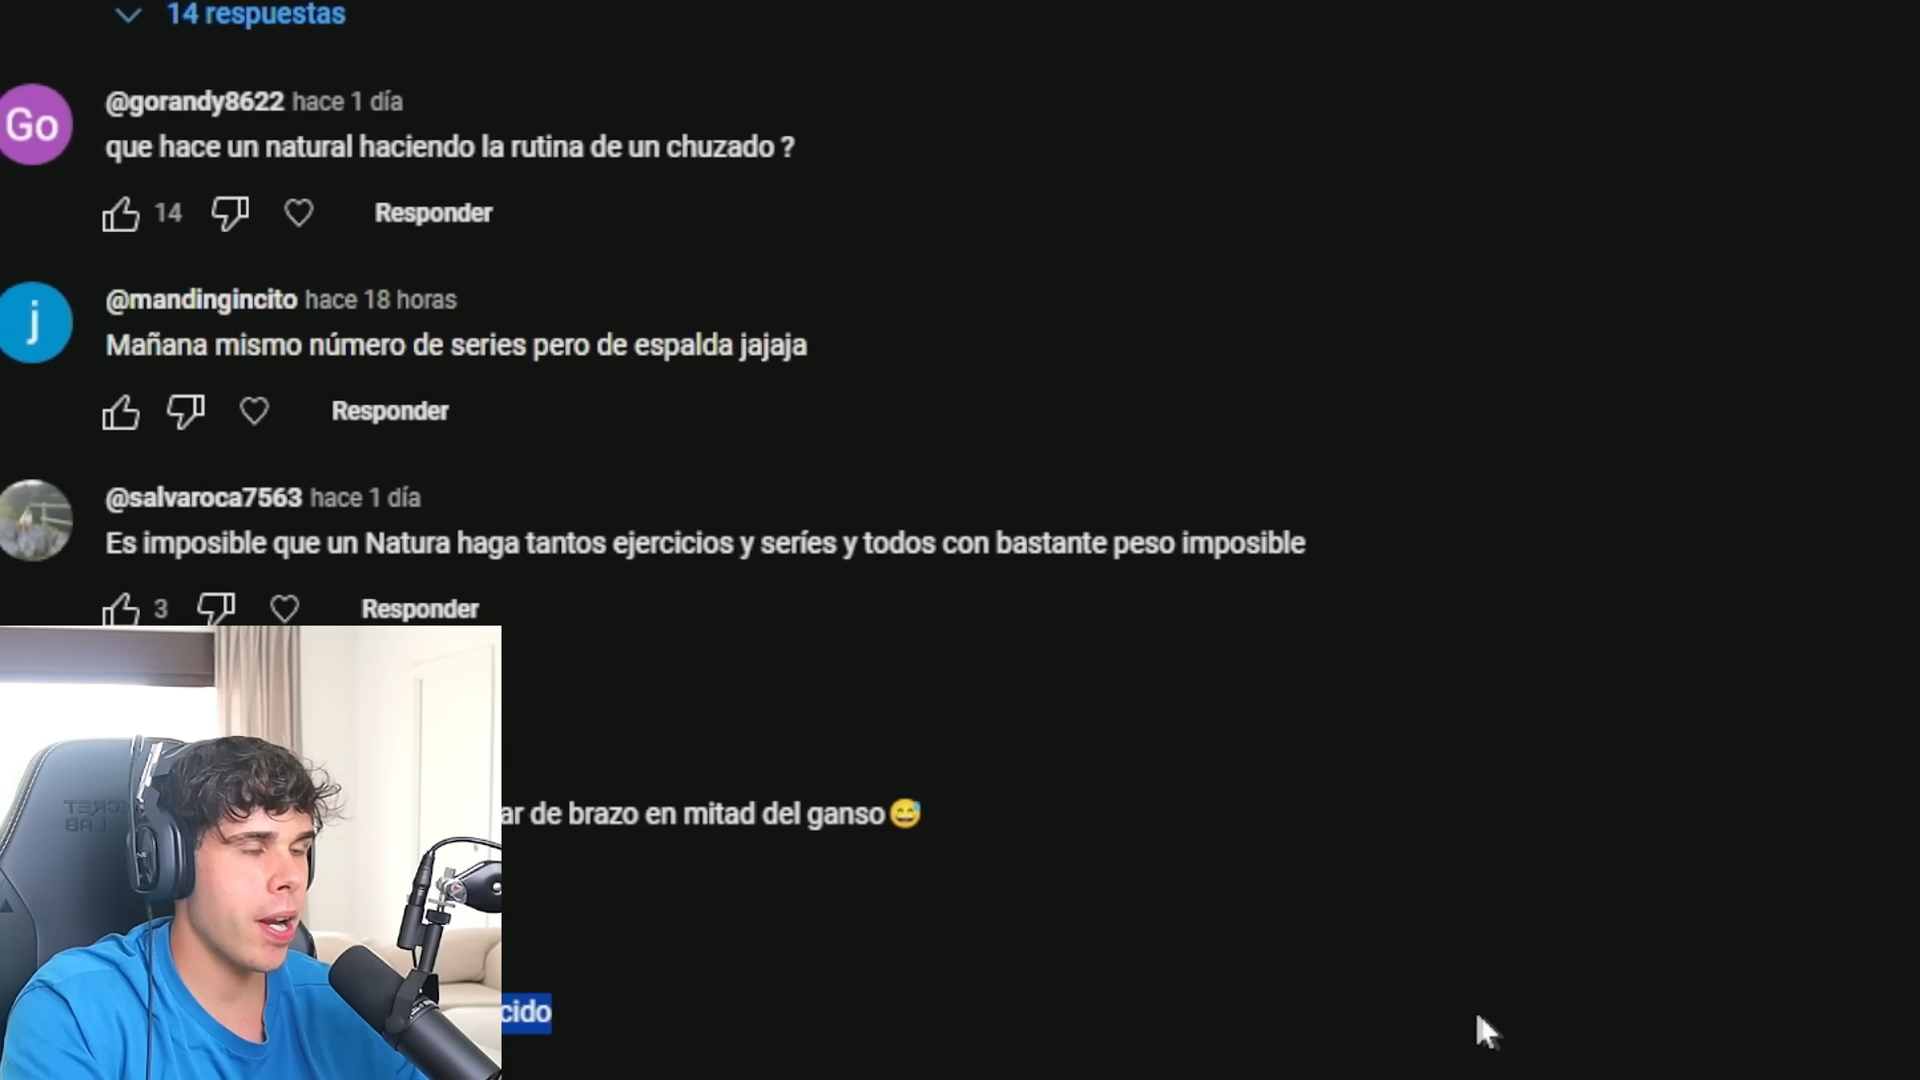 14 respuestas
Go
@gorandy8622 hace 1 día
que hace un natural haciendo la rutina de un chuzado ?
14
Responder
j
@mandingincito hace 18 horas
Mañana mismo número de series pero de espalda jajaja
Responder
@salvaroca7563 hace 1 día
Es imposible que un Natura haga tantos ejercicios y seríes y todos con bastante peso imposible
3
Responder
SECRET
LAB
ar de brazo en mitad del ganso😅
cido